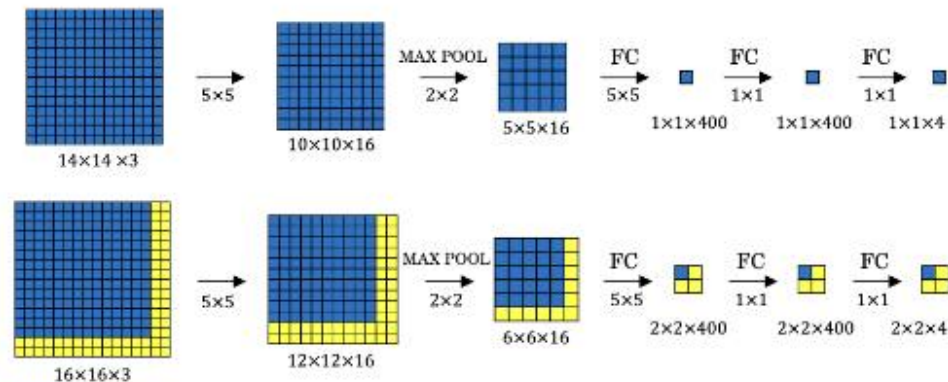 MAX POOL FC FC FC
5×5 2×2 5×5 1×1 1×1
14×14 ×3 10×10×16 5×5×16 1×1×400 1×1×400 1×1×4
MAX POOL FC FC FC
5×5 2×2 5×5 1×1 1×1
16×16×3 12×12×16 6×6×16 2×2×400 2×2×400 2×2×4